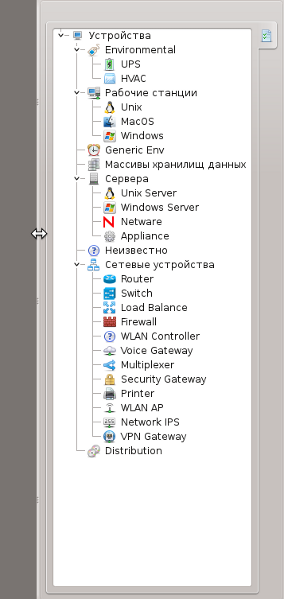 Устройства
Environmental
UPS
HVAC
Рабочие станции
Unix
MacOS
Windows
Generic Env
Массивы хранилищ данных
Сервера
Unix Server
Windows Server
Netware
Appliance
Неизвестно
Сетевые устройства
Router
Switch
Load Balance
Firewall
WLAN Controller
Voice Gateway
Multiplexer
Security Gateway
Printer
WLAN AP
Network IPS
VPN Gateway
Distribution